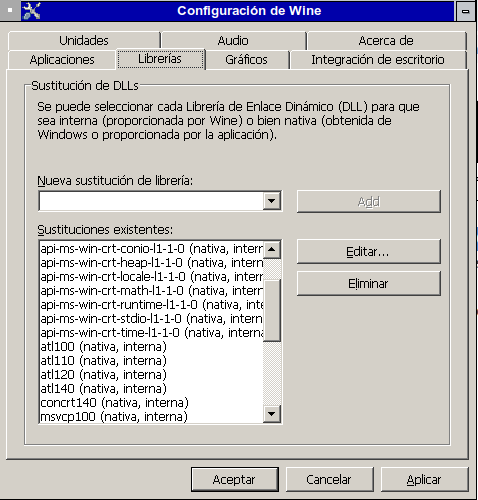 Configuración de Wine
Unidades
Audio
Acerca de
Aplicaciones
Librerías
Gráficos
Integración de escritorio
Sustitución de DLLs
Se puede seleccionar cada Librería de Enlace Dinámico (DLL) para que
sea interna (proporcionada por Wine) o bien nativa (obtenida de
Windows o proporcionada por la aplicación).
Nueva sustitución de librería:
Add
Sustituciones existentes:
api-ms-win-crt-conio-l1-1-0 (nativa, intern
api-ms-win-crt-heap-l1-1-0 (nativa, interna
api-ms-win-crt-locale-l1-1-0 (nativa, intern
api-ms-win-crt-math-l1-1-0 (nativa, interna
api-ms-win-crt-runtime-l1-1-0 (nativa, inte
api-ms-win-crt-stdio-l1-1-0 (nativa, interna
api-ms-win-crt-time-l1-1-0 (nativa, interna
atl100 (nativa, interna)
atl110 (nativa, interna)
atl120 (nativa, interna)
atl140 (nativa, interna)
concrt140 (nativa, interna)
msvcp100 (nativa, interna)
Editar...
Eliminar
Aceptar
Cancelar
Aplicar